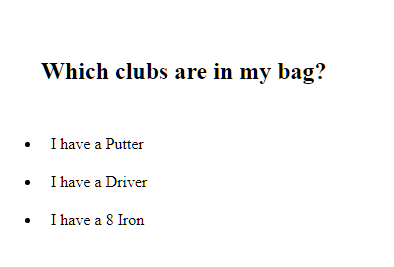 Which clubs are in my bag?
• I have a Putter
• I have a Driver
• I have a 8 Iron